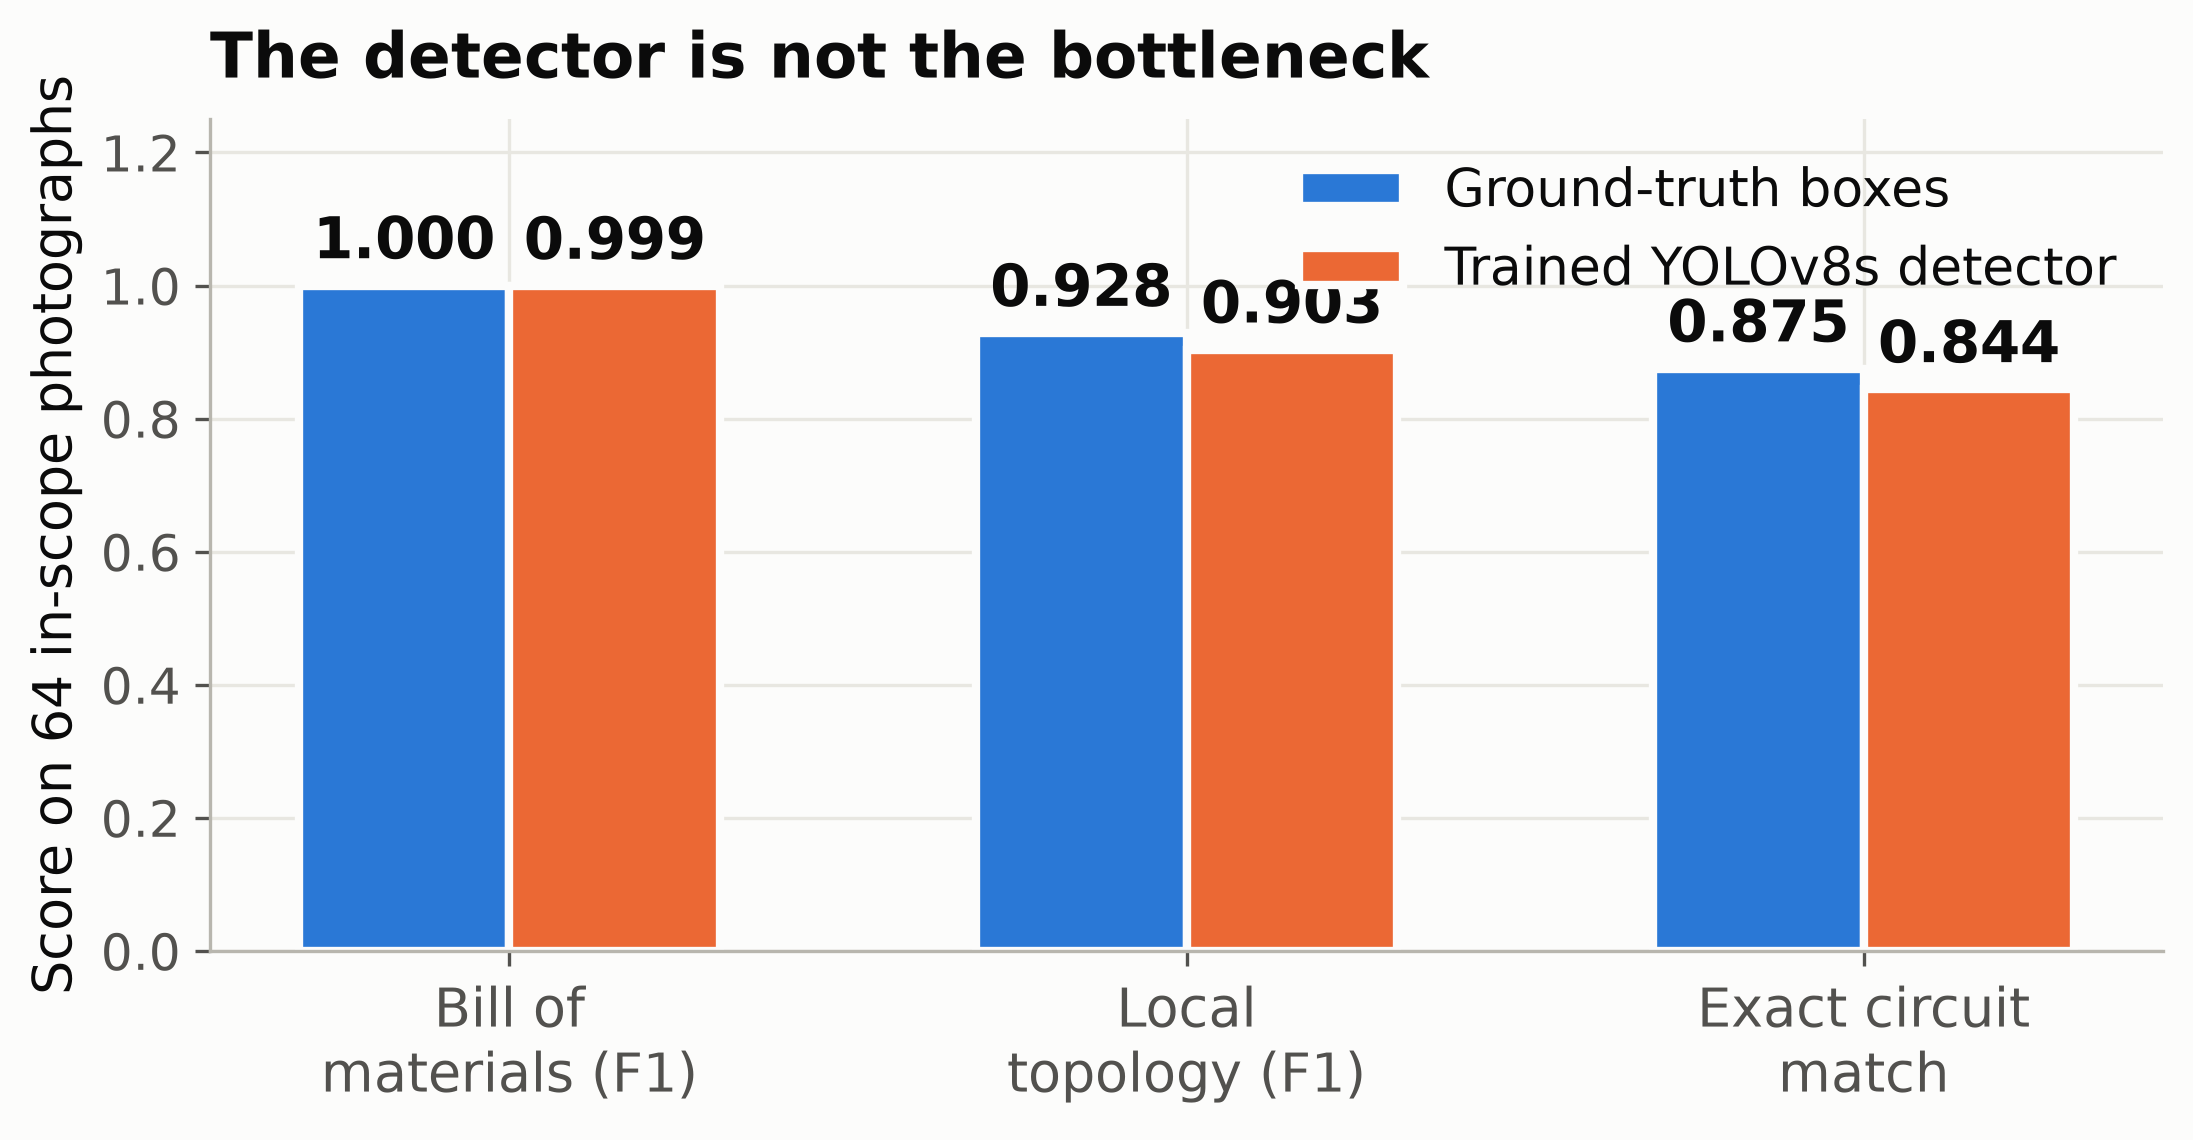 The detector is not the bottleneck
Score on 64 in-scope photographs
1.2
1.0
0.8
0.6
0.4
0.2
0.0
Ground-truth boxes
Trained YOLOv8s detector
1.000 0.999
0.928 0.903
0.875 0.844
Bill of
materials (F1)
Local
topology (F1)
Exact circuit
match